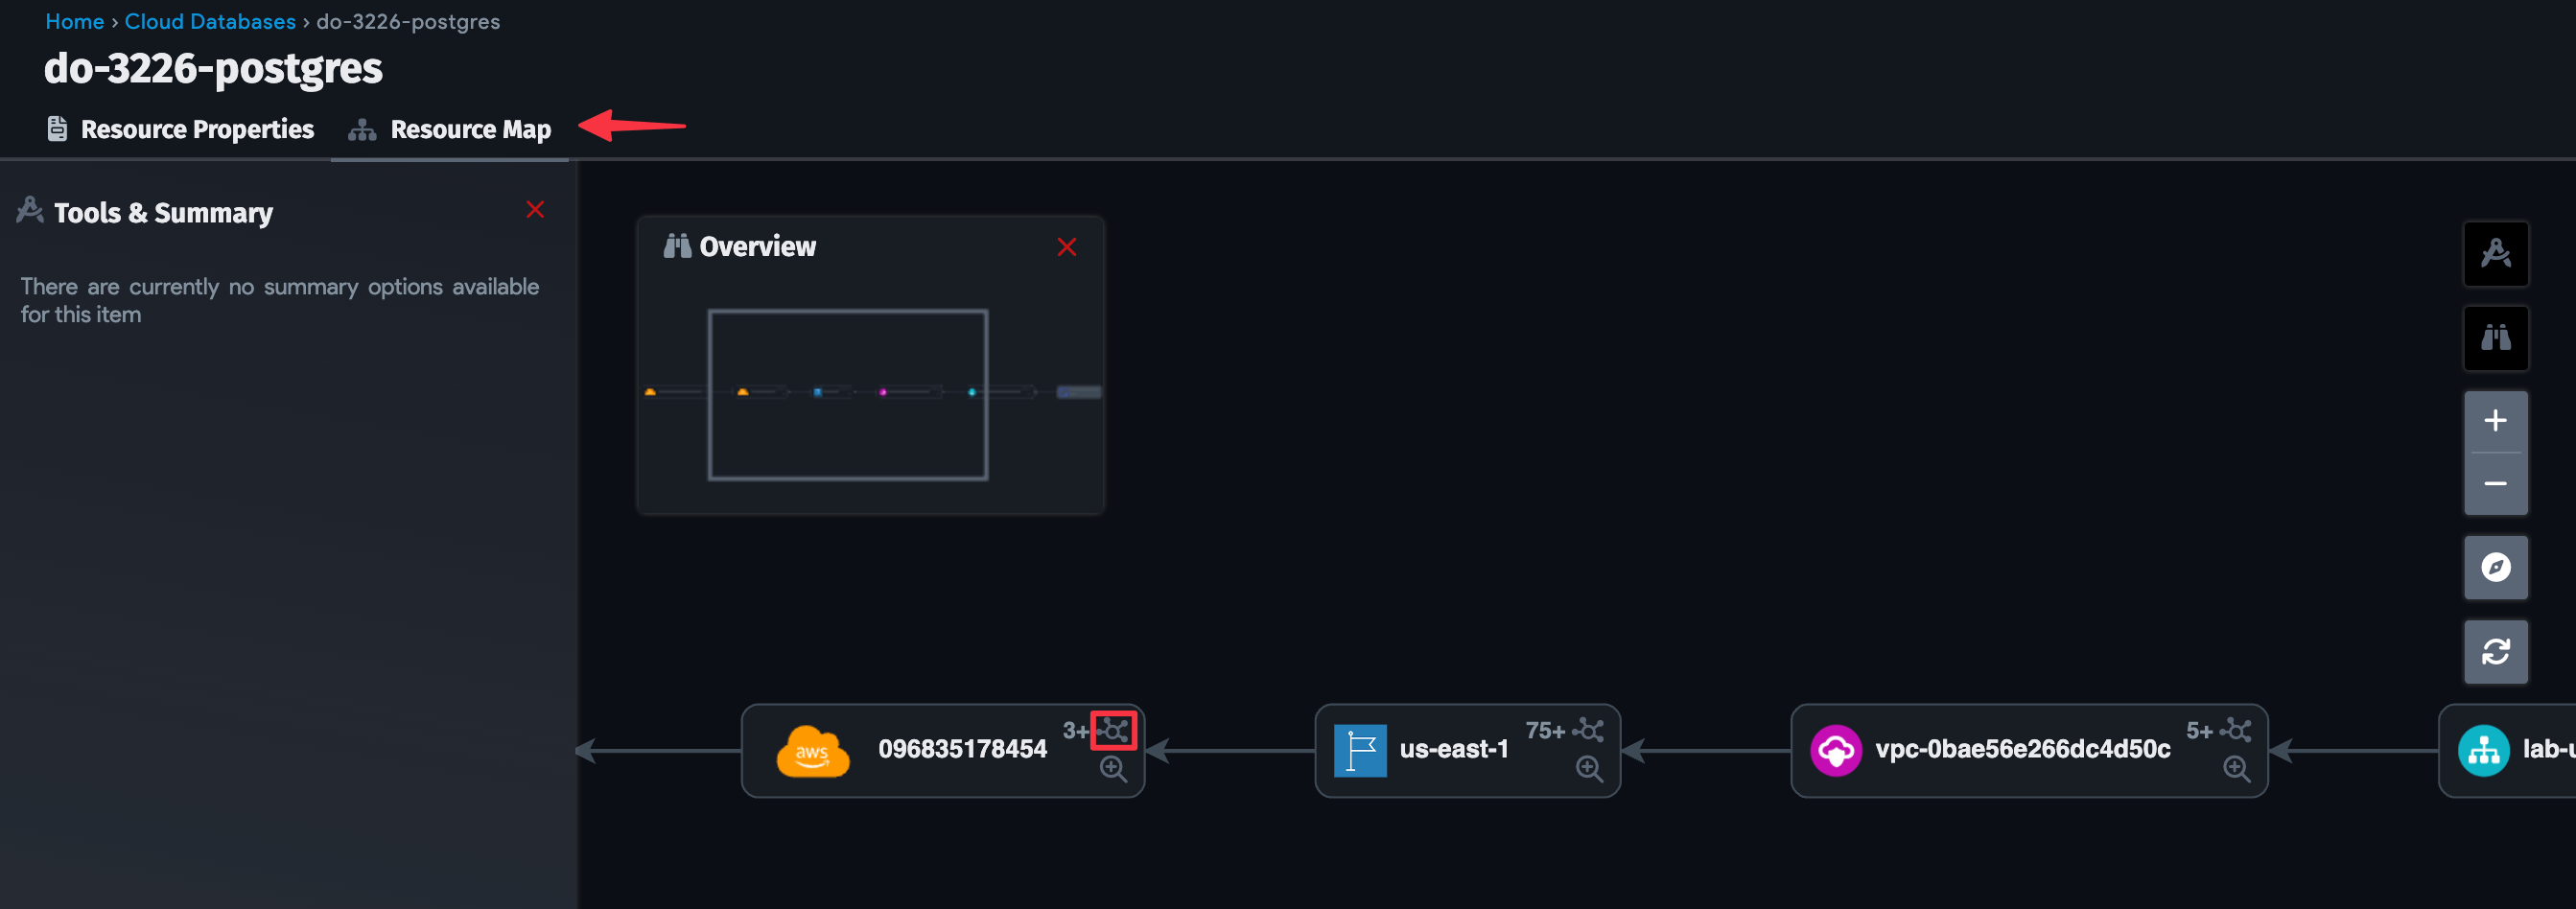 Home › Cloud Databases › do-3226-postgres
do-3226-postgres
Resource Properties
Resource Map
Tools & Summary
There are currently no summary options available
for this item
Overview
aws
096835178454
3+
us-east-1
75+
vpc-0bae56e266dc4d50c
5+